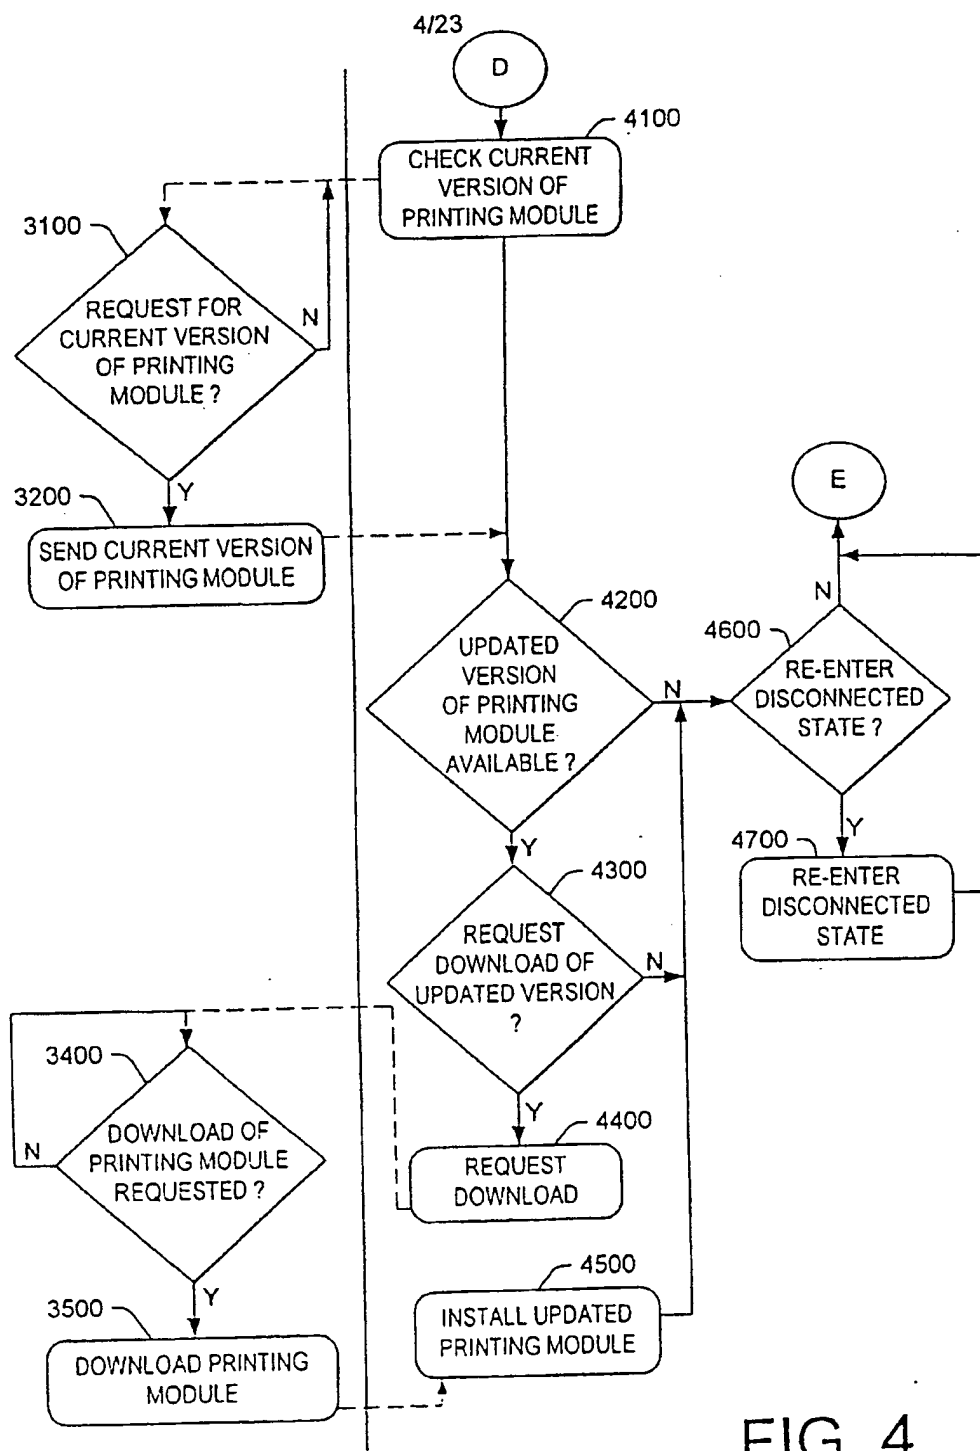 4/23
D
4100
CHECK CURRENT
VERSION OF
PRINTING MODULE
3100
REQUEST FOR
CURRENT VERSION
OF PRINTING
MODULE ?
N
Y
3200
SEND CURRENT VERSION
OF PRINTING MODULE
E
4200
UPDATED
VERSION
OF PRINTING
MODULE
AVAILABLE ?
N
Y
4600
RE-ENTER
DISCONNECTED
STATE ?
N
Y
4700
RE-ENTER
DISCONNECTED
STATE
4300
REQUEST
DOWNLOAD OF
UPDATED VERSION
?
N
Y
4400
REQUEST
DOWNLOAD
3400
DOWNLOAD OF
PRINTING MODULE
REQUESTED ?
N
Y
3500
DOWNLOAD PRINTING
MODULE
4500
INSTALL UPDATED
PRINTING MODULE
FIG. 4